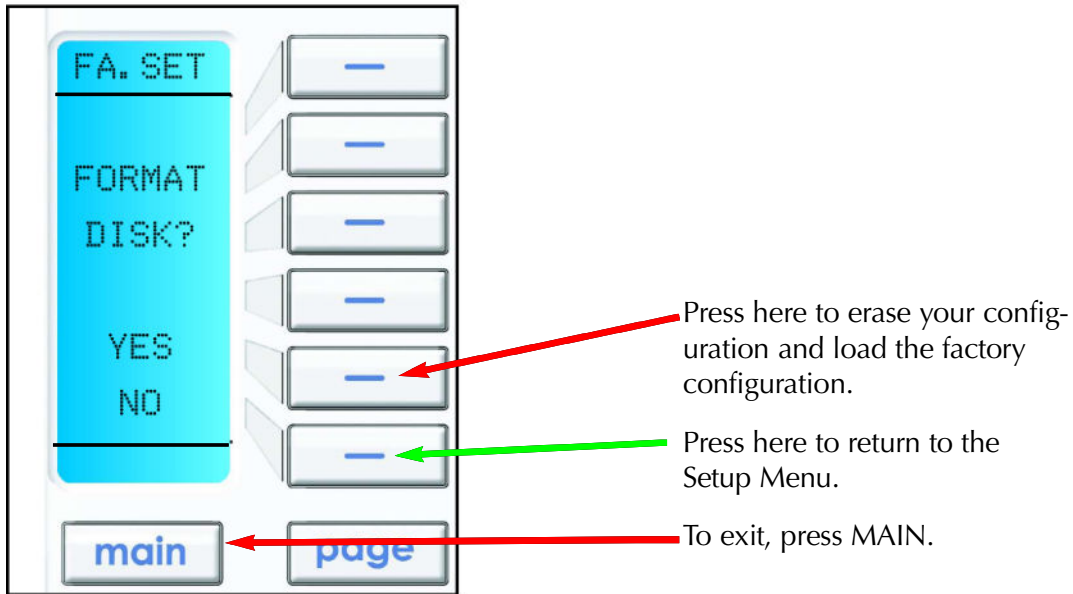 FA. SET
FORMAT
DISK?
YES
NO
main
page
Press here to erase your config-
uration and load the factory
configuration.
Press here to return to the
Setup Menu.
To exit, press MAIN.